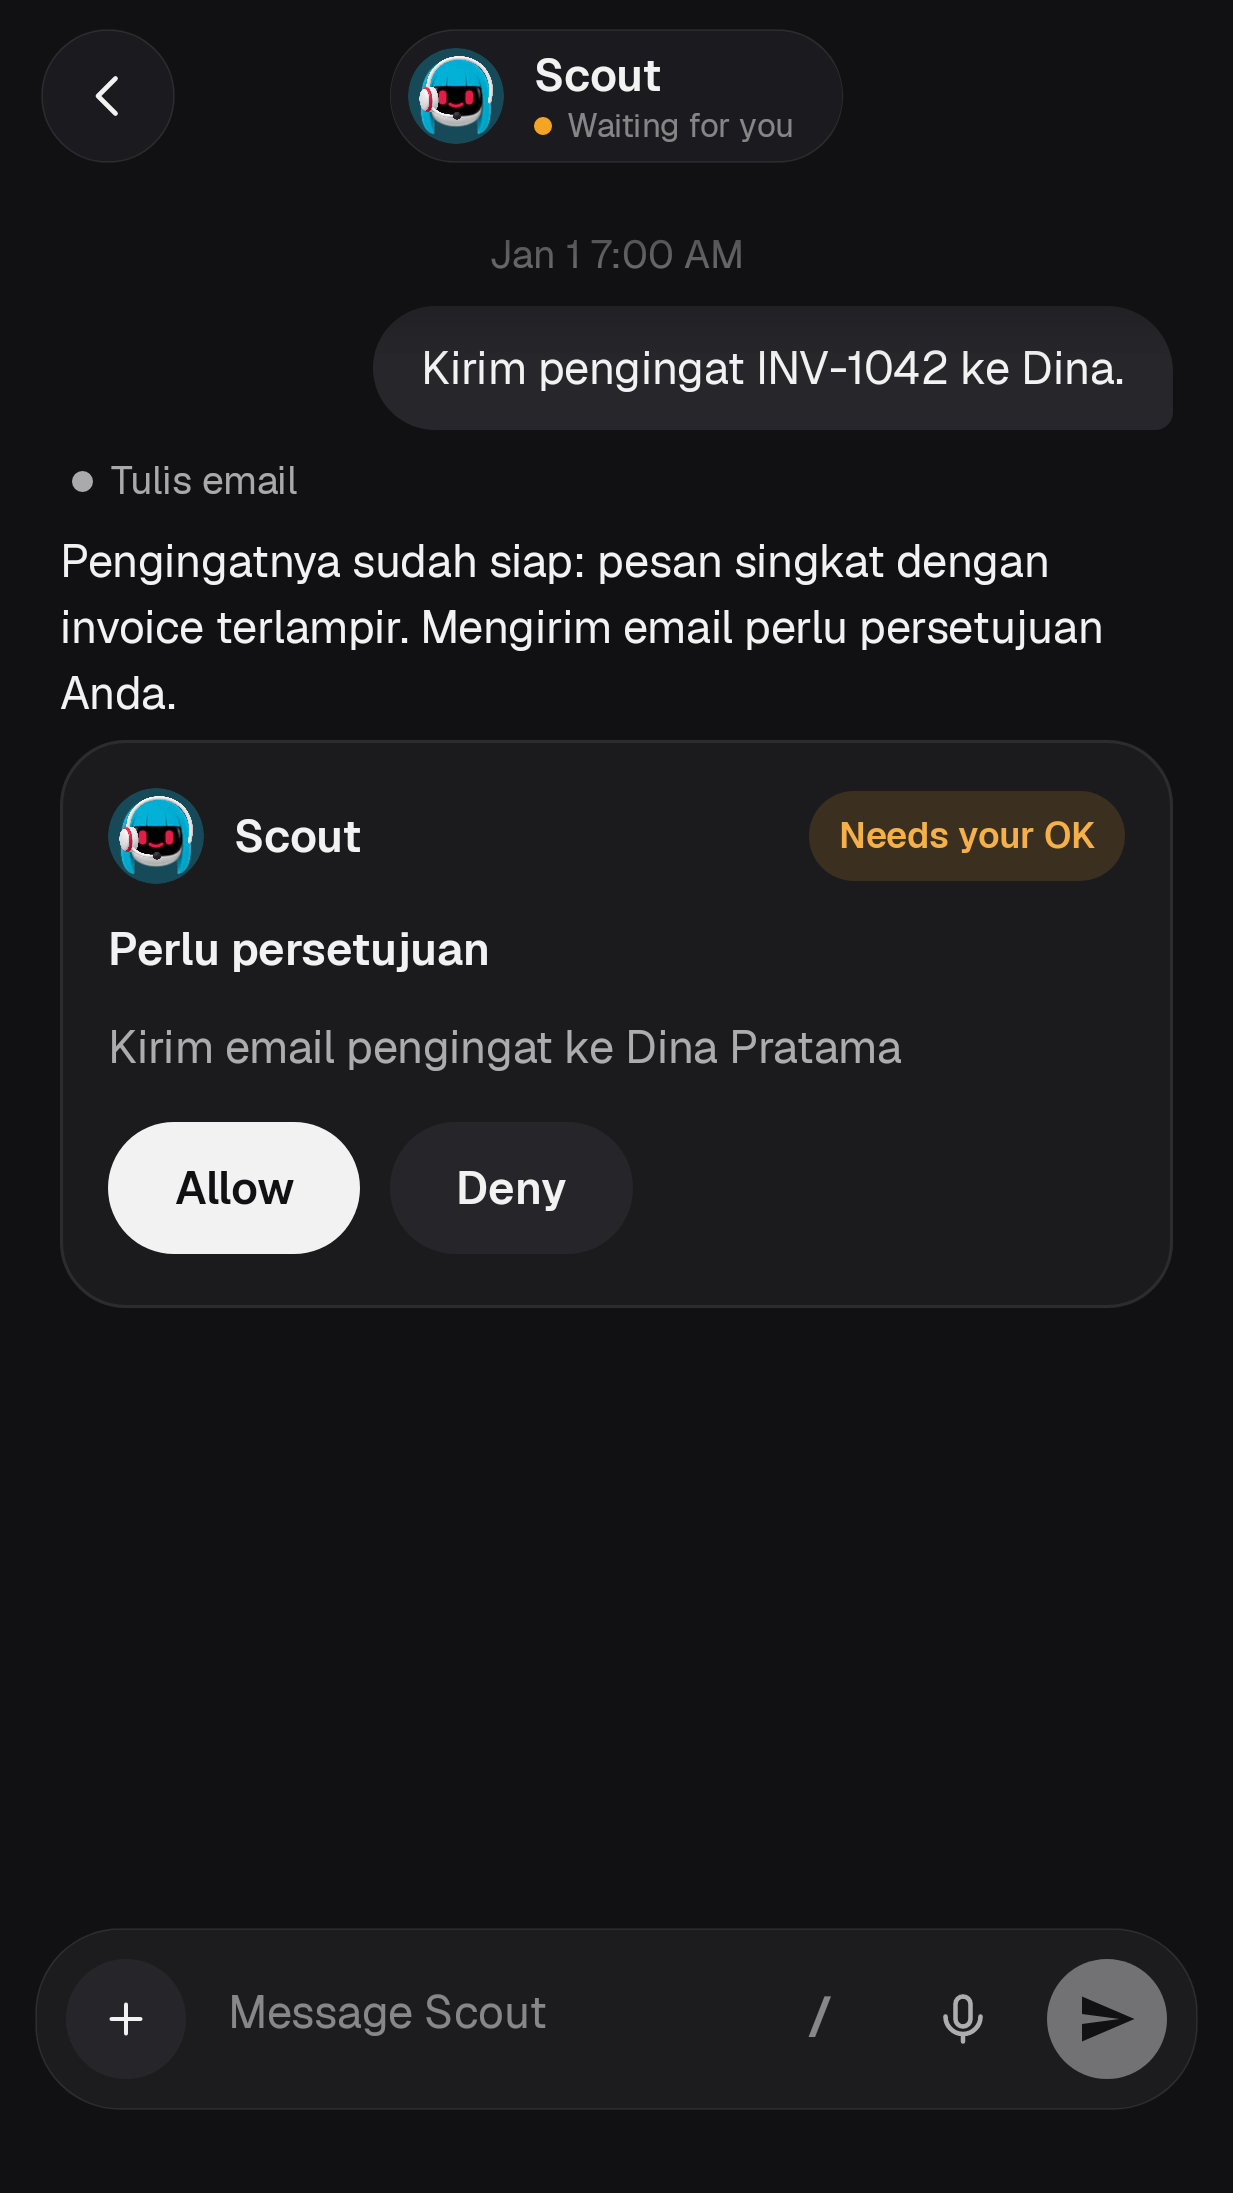 Scout
Waiting for you
Jan 1 7:00 AM
Kirim pengingat INV-1042 ke Dina.
Tulis email
Pengingatnya sudah siap: pesan singkat dengan
invoice terlampir. Mengirim email perlu persetujuan
Anda.
Scout
Needs your OK
Perlu persetujuan
Kirim email pengingat ke Dina Pratama
Allow
Deny
Message Scout
/